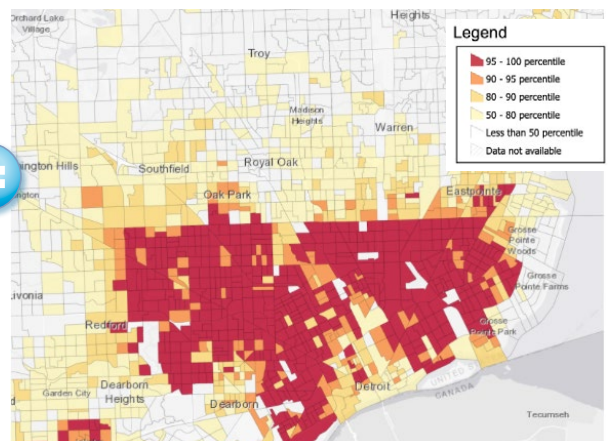 Orchard Lake
Village
Heights
Troy
Madison
Heights
Warren
ington Hills
Southfield
Royal Oak
Oak Park
Eastpointe
Grosse
Pointe
Woods
Grosse
Pointe Farms
Livonia
Redford
Grosse
Pointe Park
Garden City
Dearborn
Heights
Dearborn
Detroit
CANADA
Tecumseh
Legend
95 - 100 percentile
90 - 95 percentile
80 - 90 percentile
50 - 80 percentile
Less than 50 percentile
Data not available